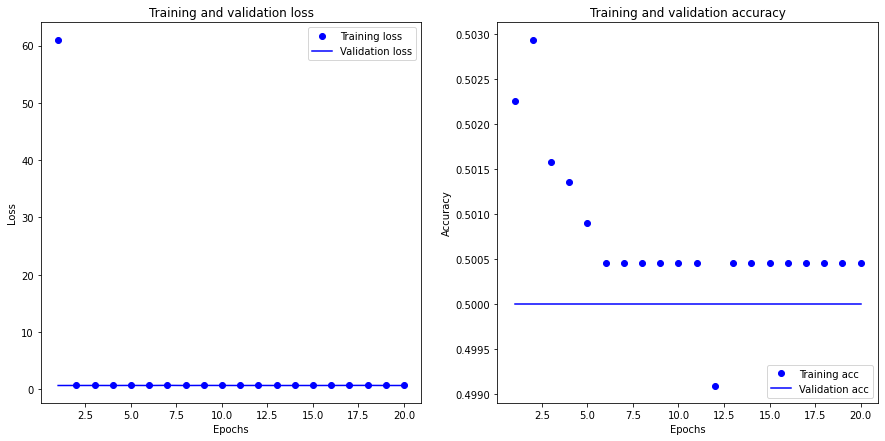 Training and validation loss
60
50
40
30
20
10
0
Loss
Training loss
Validation loss
2.5 5.0 7.5 10.0 12.5 15.0 17.5 20.0
Epochs
Training and validation accuracy
0.5030
0.5025
0.5020
0.5015
0.5010
0.5005
0.5000
0.4995
0.4990
Accuracy
Training acc
Validation acc
2.5 5.0 7.5 10.0 12.5 15.0 17.5 20.0
Epochs